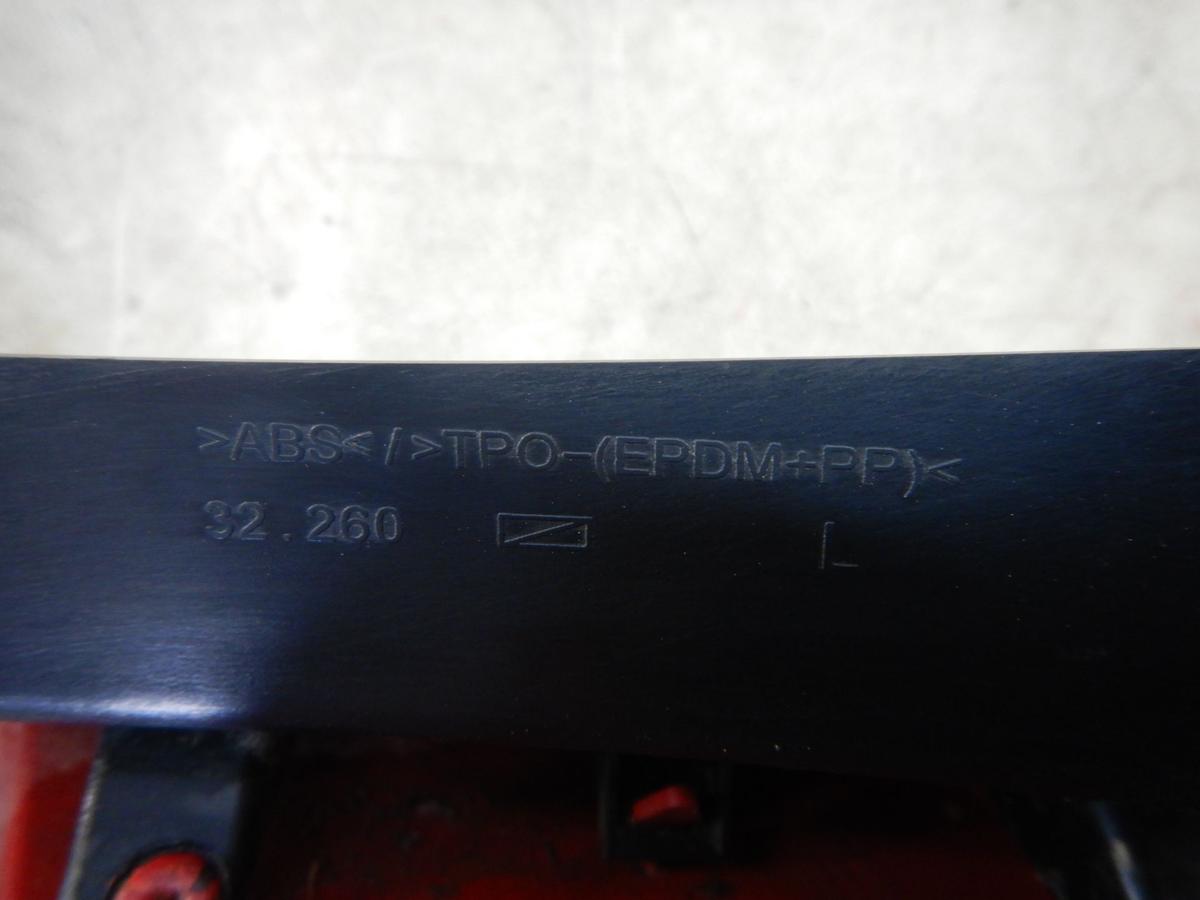 >ABS</>TPO-(EPDM+PP)<
32.260 L